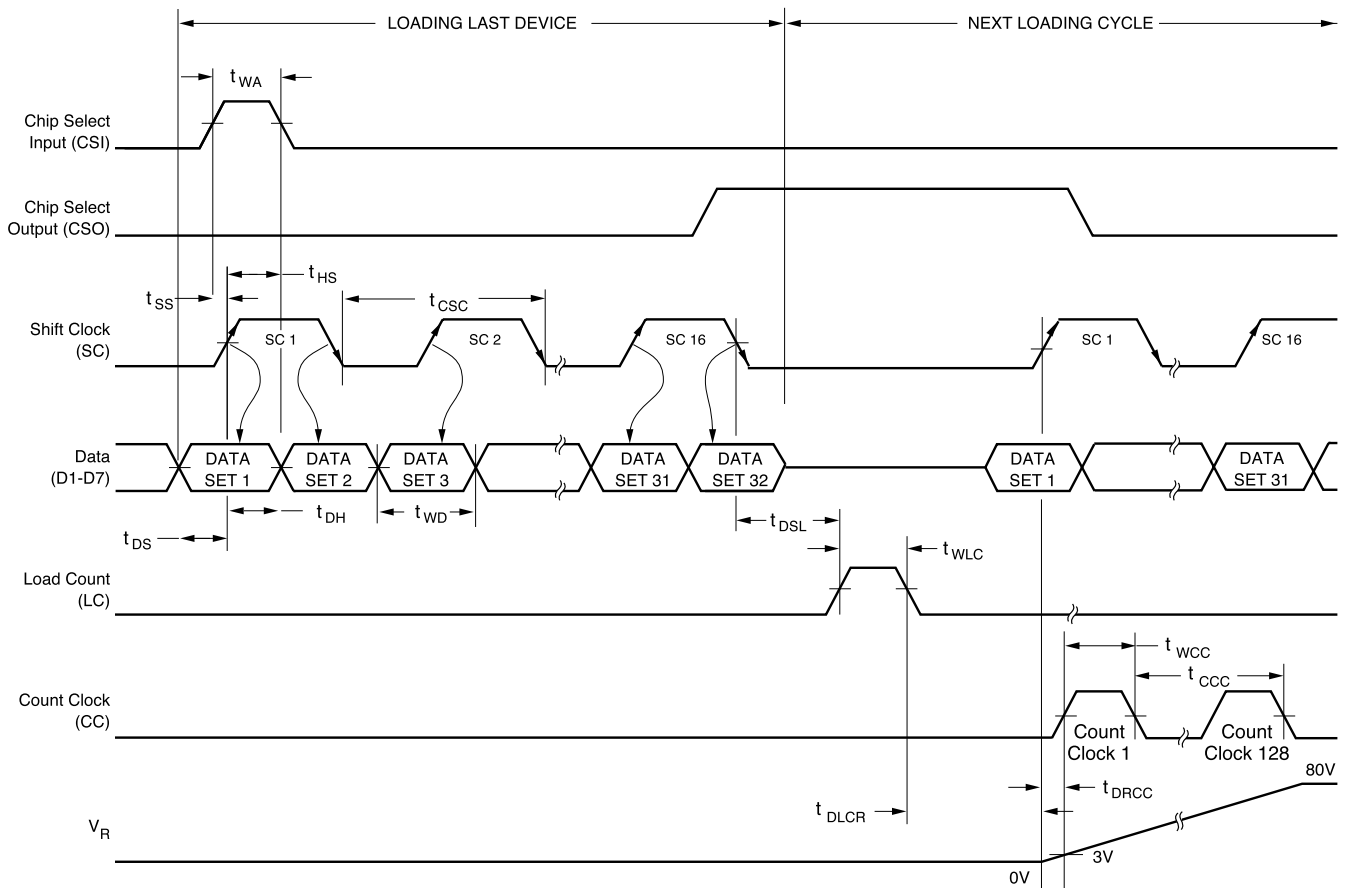 LOADING LAST DEVICE
NEXT LOADING CYCLE
t WA
Chip Select
Input (CSI)
Chip Select
Output (CSO)
t HS
t SS
t CSC
Shift Clock
(SC)
SC 1
SC 2
SC 16
SC 1
SC 16
Data
(D1-D7)
DATA
SET 1
DATA
SET 2
DATA
SET 3
DATA
SET 31
DATA
SET 32
DATA
SET 1
DATA
SET 31
t DH
t WD
t DSL
t DS
t WLC
Load Count
(LC)
t WCC
t CCC
Count Clock
(CC)
Count
Clock 1
Count
Clock 128
80V
t DRCC
t DLCR
VR
3V
0V